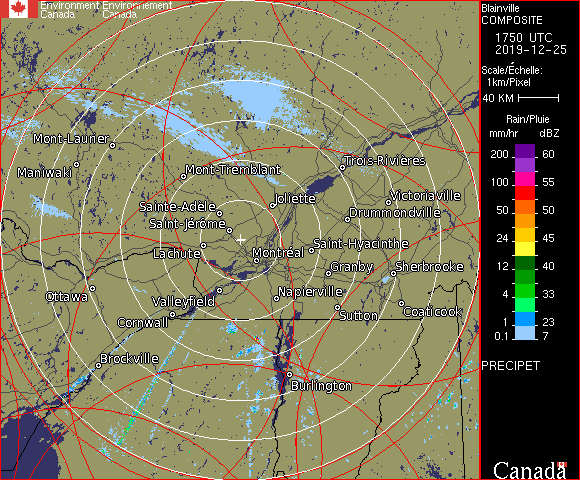 Environment Environnement
Canada Canada
Blainville
COMPOSITE
1750 UTC
2019-12-25
Scale/Échelle:
1km/Pixel
40 KM
Rain/Pluie
mm/hr dBZ
200 60
100 55
50 50
24 45
12 40
4 33
1 23
0.1 7
PRECIPET
Canada
Mont-Laurier
Maniwaki
Mont-Tremblant
Trois-Rivières
Sainte-Adèle
Joliette
Victoriaville
Drummondville
Saint-Jérôme
Lachute
Montréal
Saint-Hyacinthe
Granby
Sherbrooke
Ottawa
Valleyfield
Napierville
Cornwall
Sutton
Coaticook
Brockville
Burlington